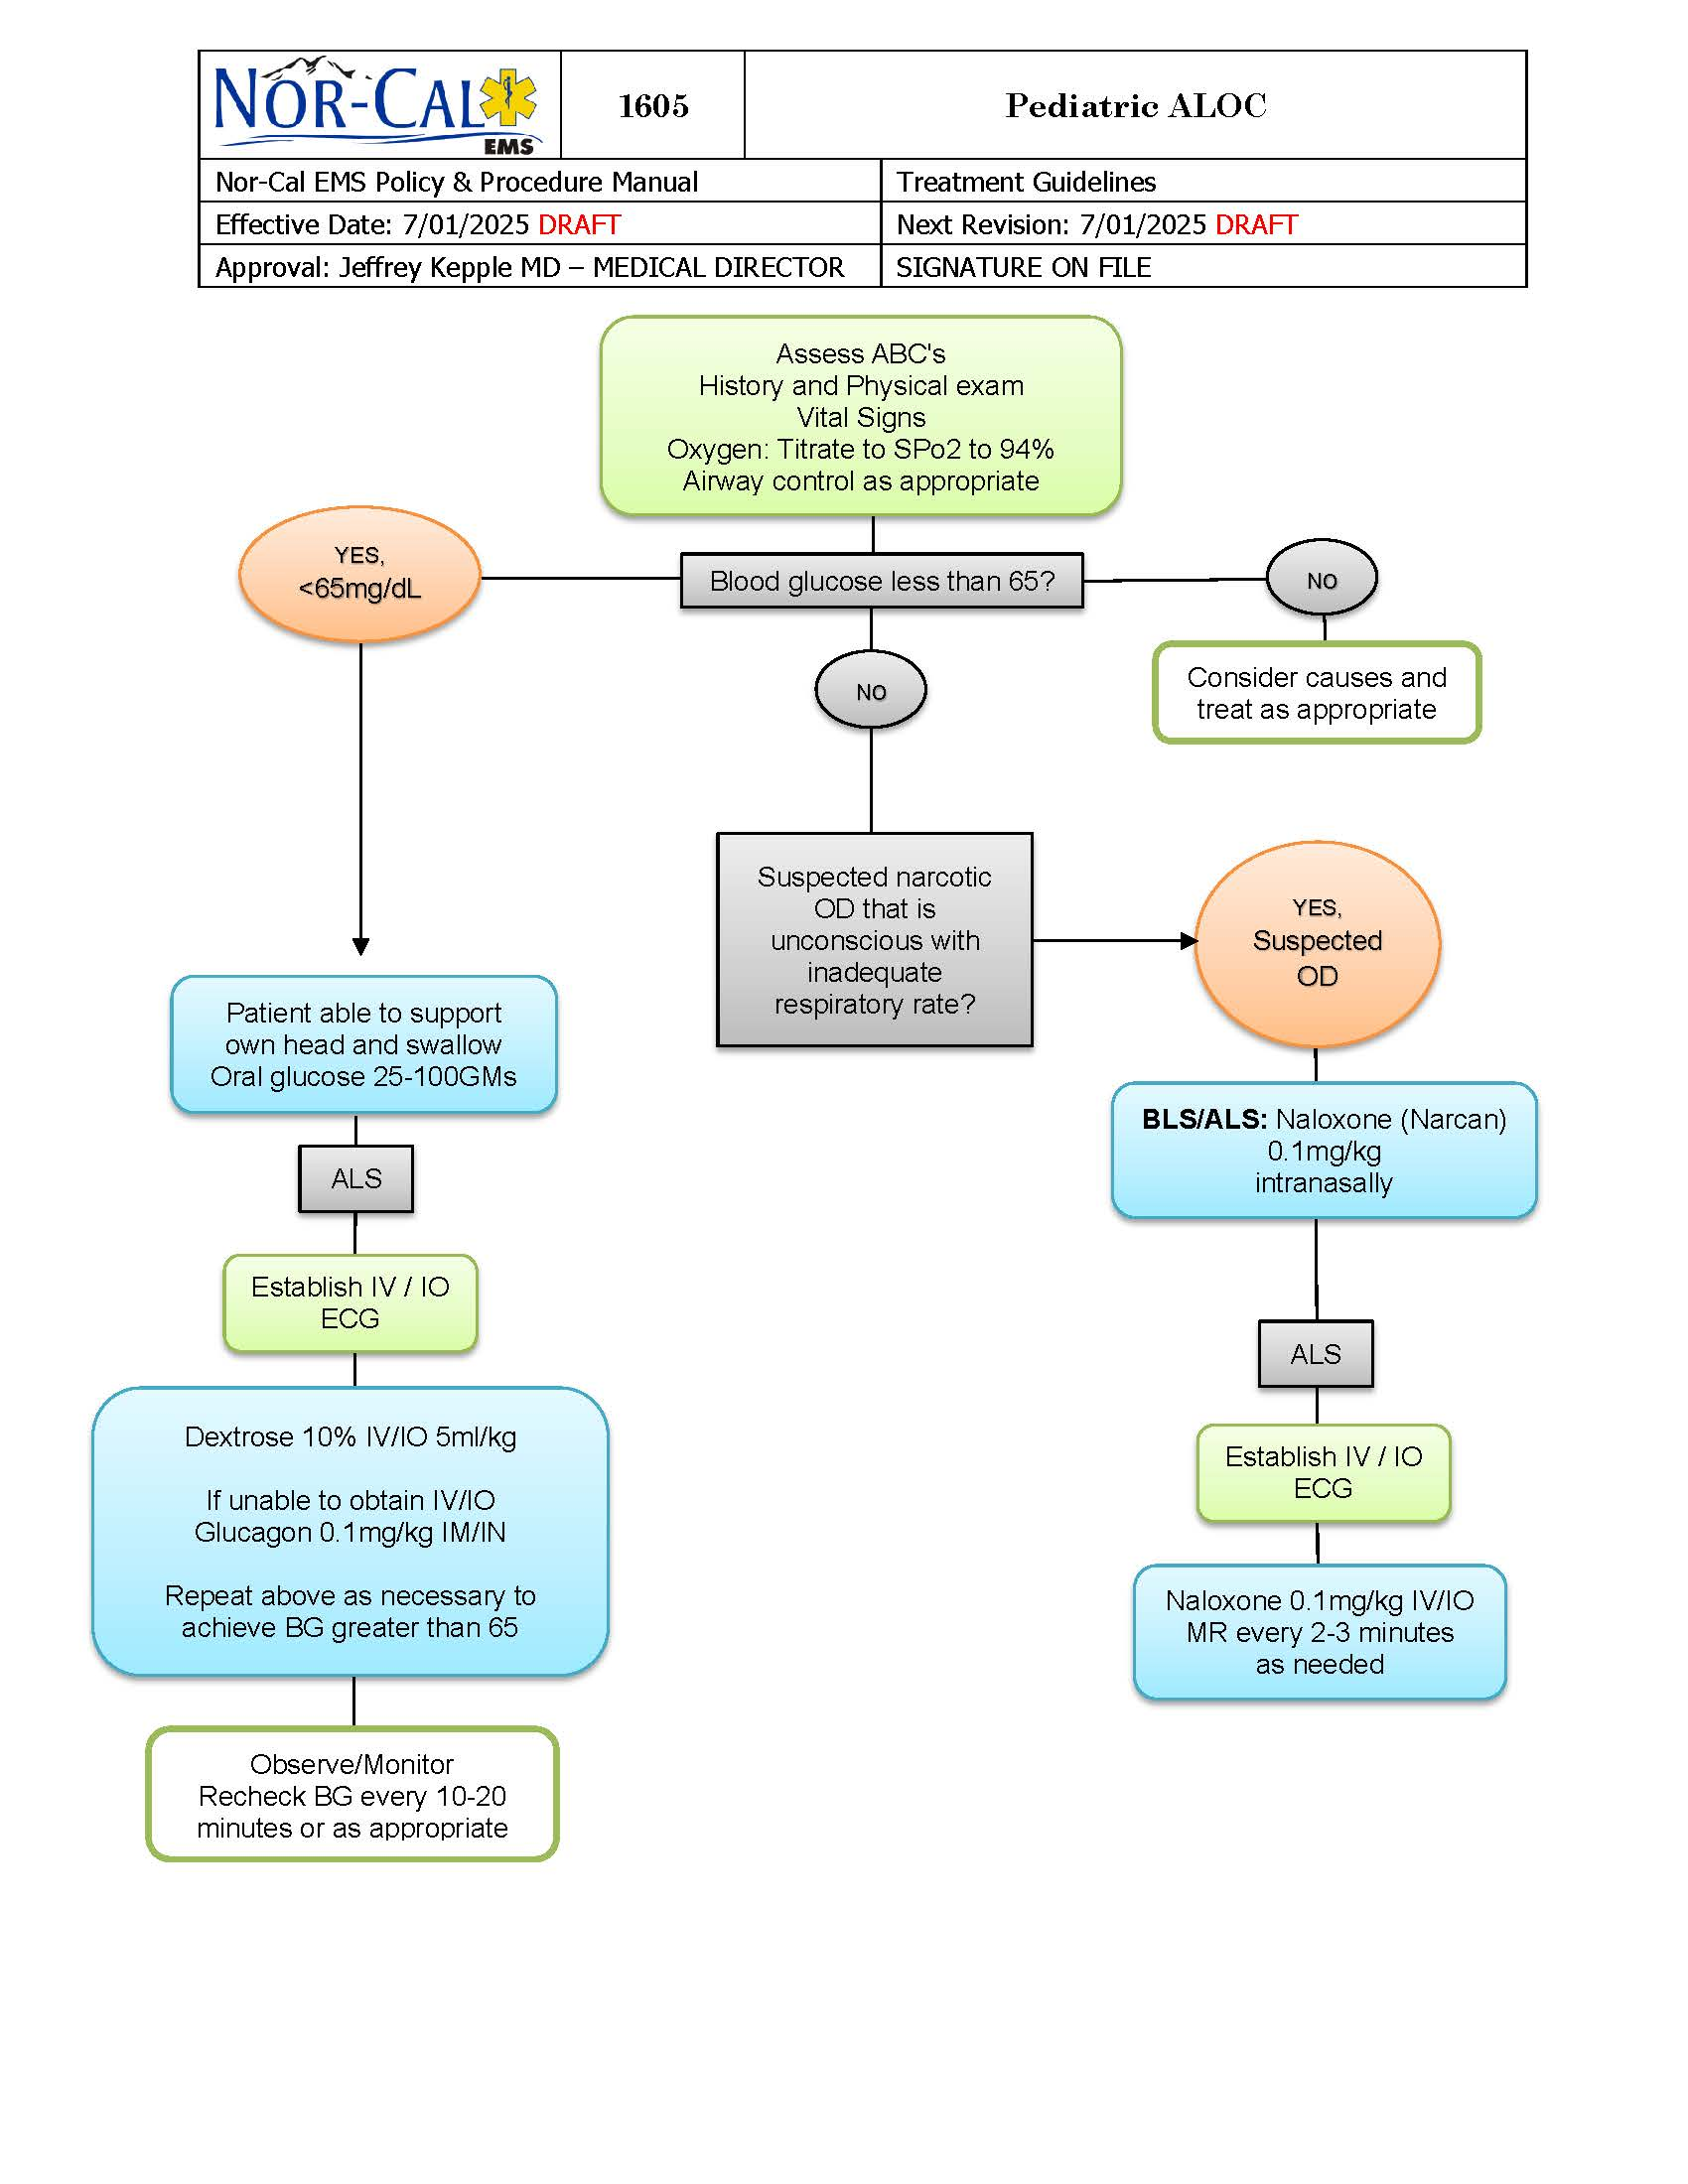 NOR-CAL
EMS
1605
Pediatric ALOC
Nor-Cal EMS Policy & Procedure Manual
Treatment Guidelines
Effective Date: 7/01/2025 DRAFT
Next Revision: 7/01/2025 DRAFT
Approval: Jeffrey Kepple MD – MEDICAL DIRECTOR
SIGNATURE ON FILE
Assess ABC's
History and Physical exam
Vital Signs
Oxygen: Titrate to SPo2 to 94%
Airway control as appropriate
YES,
<65mg/dL
Blood glucose less than 65?
NO
NO
Consider causes and
treat as appropriate
Suspected narcotic
OD that is
unconscious with
inadequate
respiratory rate?
YES,
Suspected
OD
Patient able to support
own head and swallow
Oral glucose 25-100GMs
ALS
Establish IV / IO
ECG
Dextrose 10% IV/IO 5ml/kg
If unable to obtain IV/IO
Glucagon 0.1mg/kg IM/IN
Repeat above as necessary to
achieve BG greater than 65
Observe/Monitor
Recheck BG every 10-20
minutes or as appropriate
BLS/ALS: Naloxone (Narcan)
0.1mg/kg
intranasally
ALS
Establish IV / IO
ECG
Naloxone 0.1mg/kg IV/IO
MR every 2-3 minutes
as needed